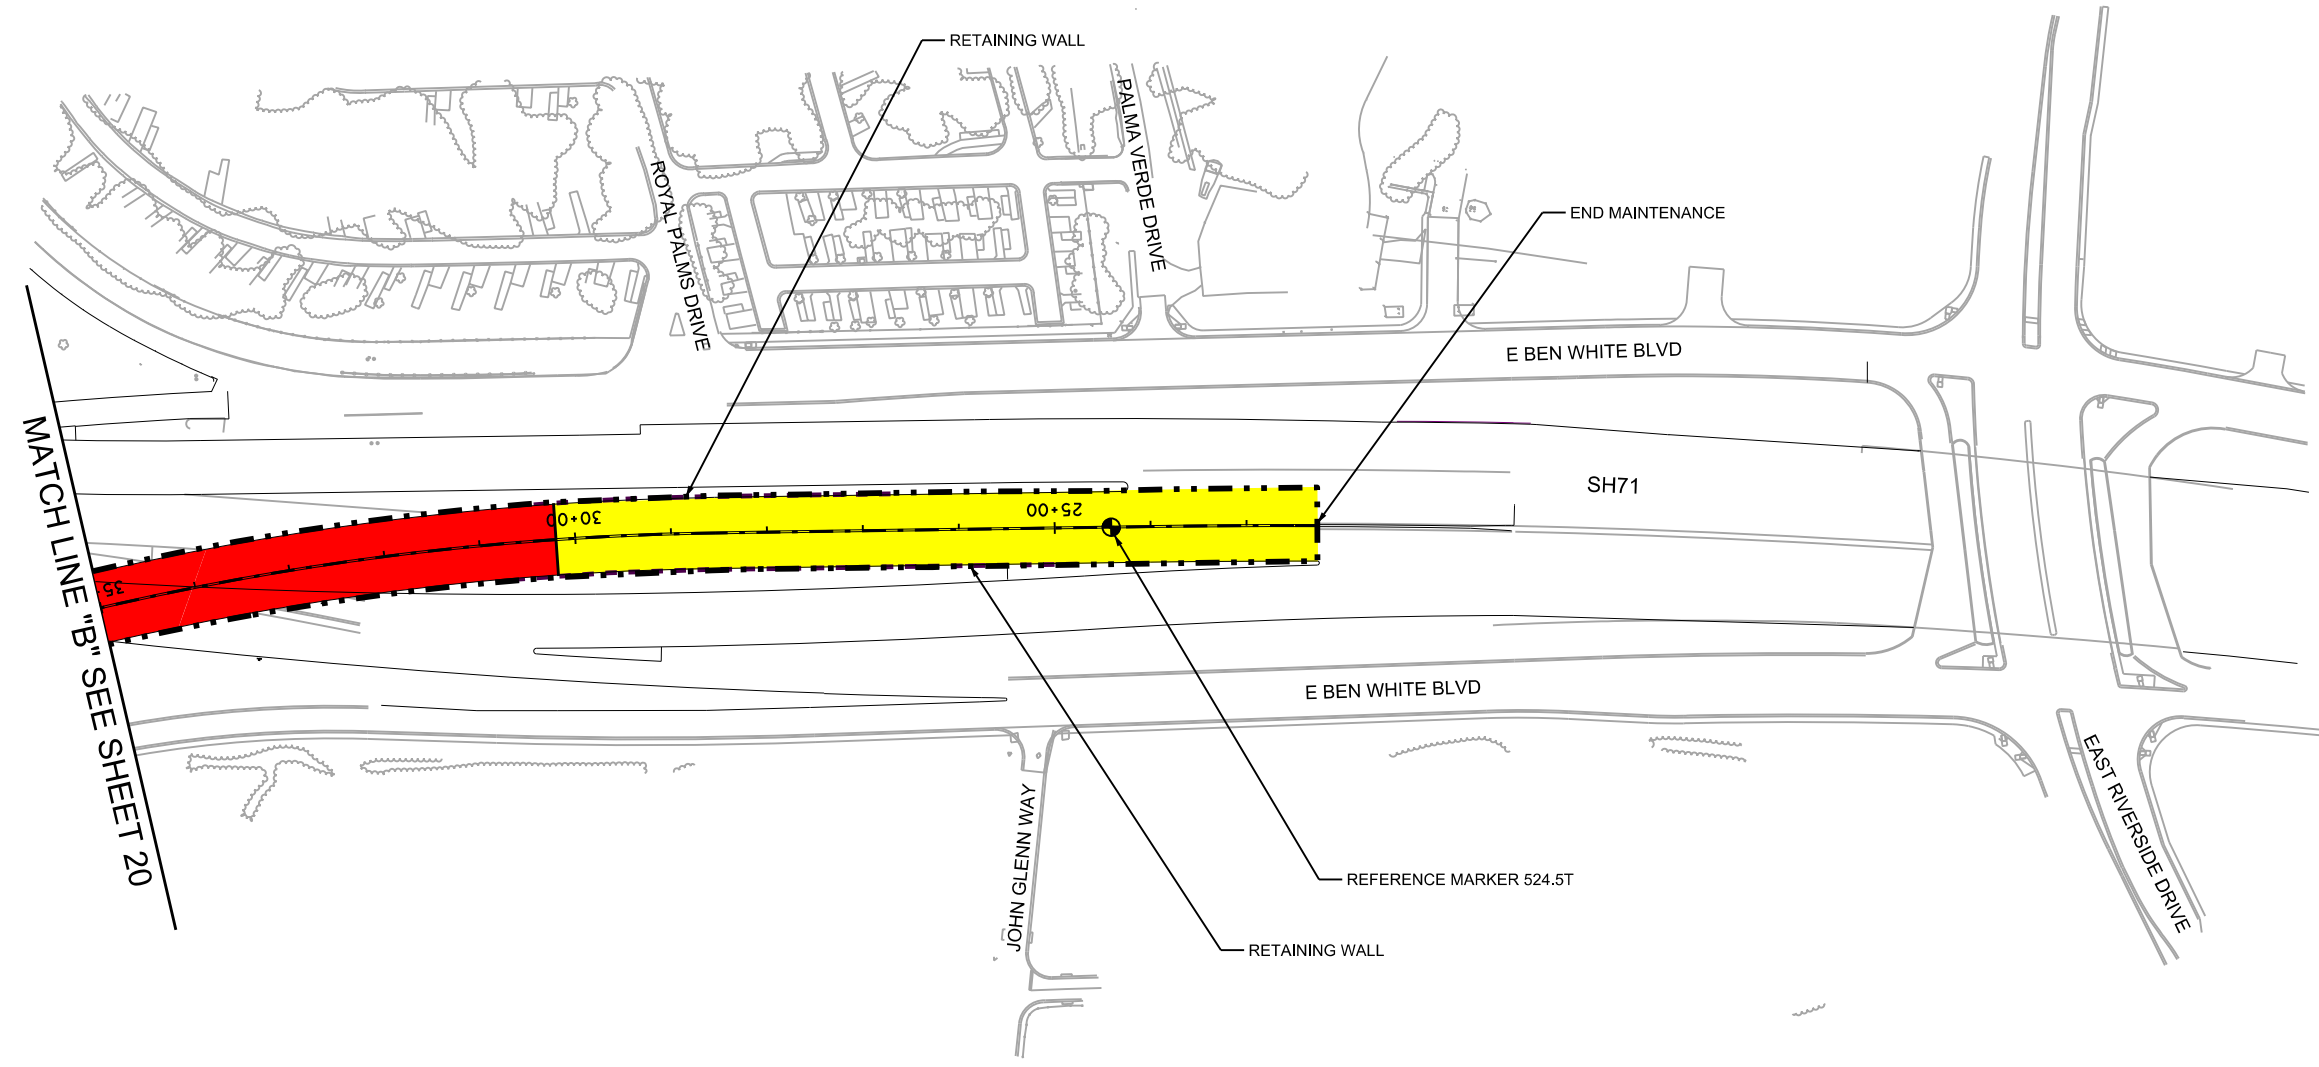 RETAINING WALL
PALMA VERDE DRIVE
ROYAL PALMS DRIVE
END MAINTENANCE
E BEN WHITE BLVD
MATCH LINE "B" SEE SHEET 20
SH71
30+00
25+00
35
E BEN WHITE BLVD
EAST RIVERSIDE DRIVE
JOHN GLENN WAY
REFERENCE MARKER 524.5T
RETAINING WALL